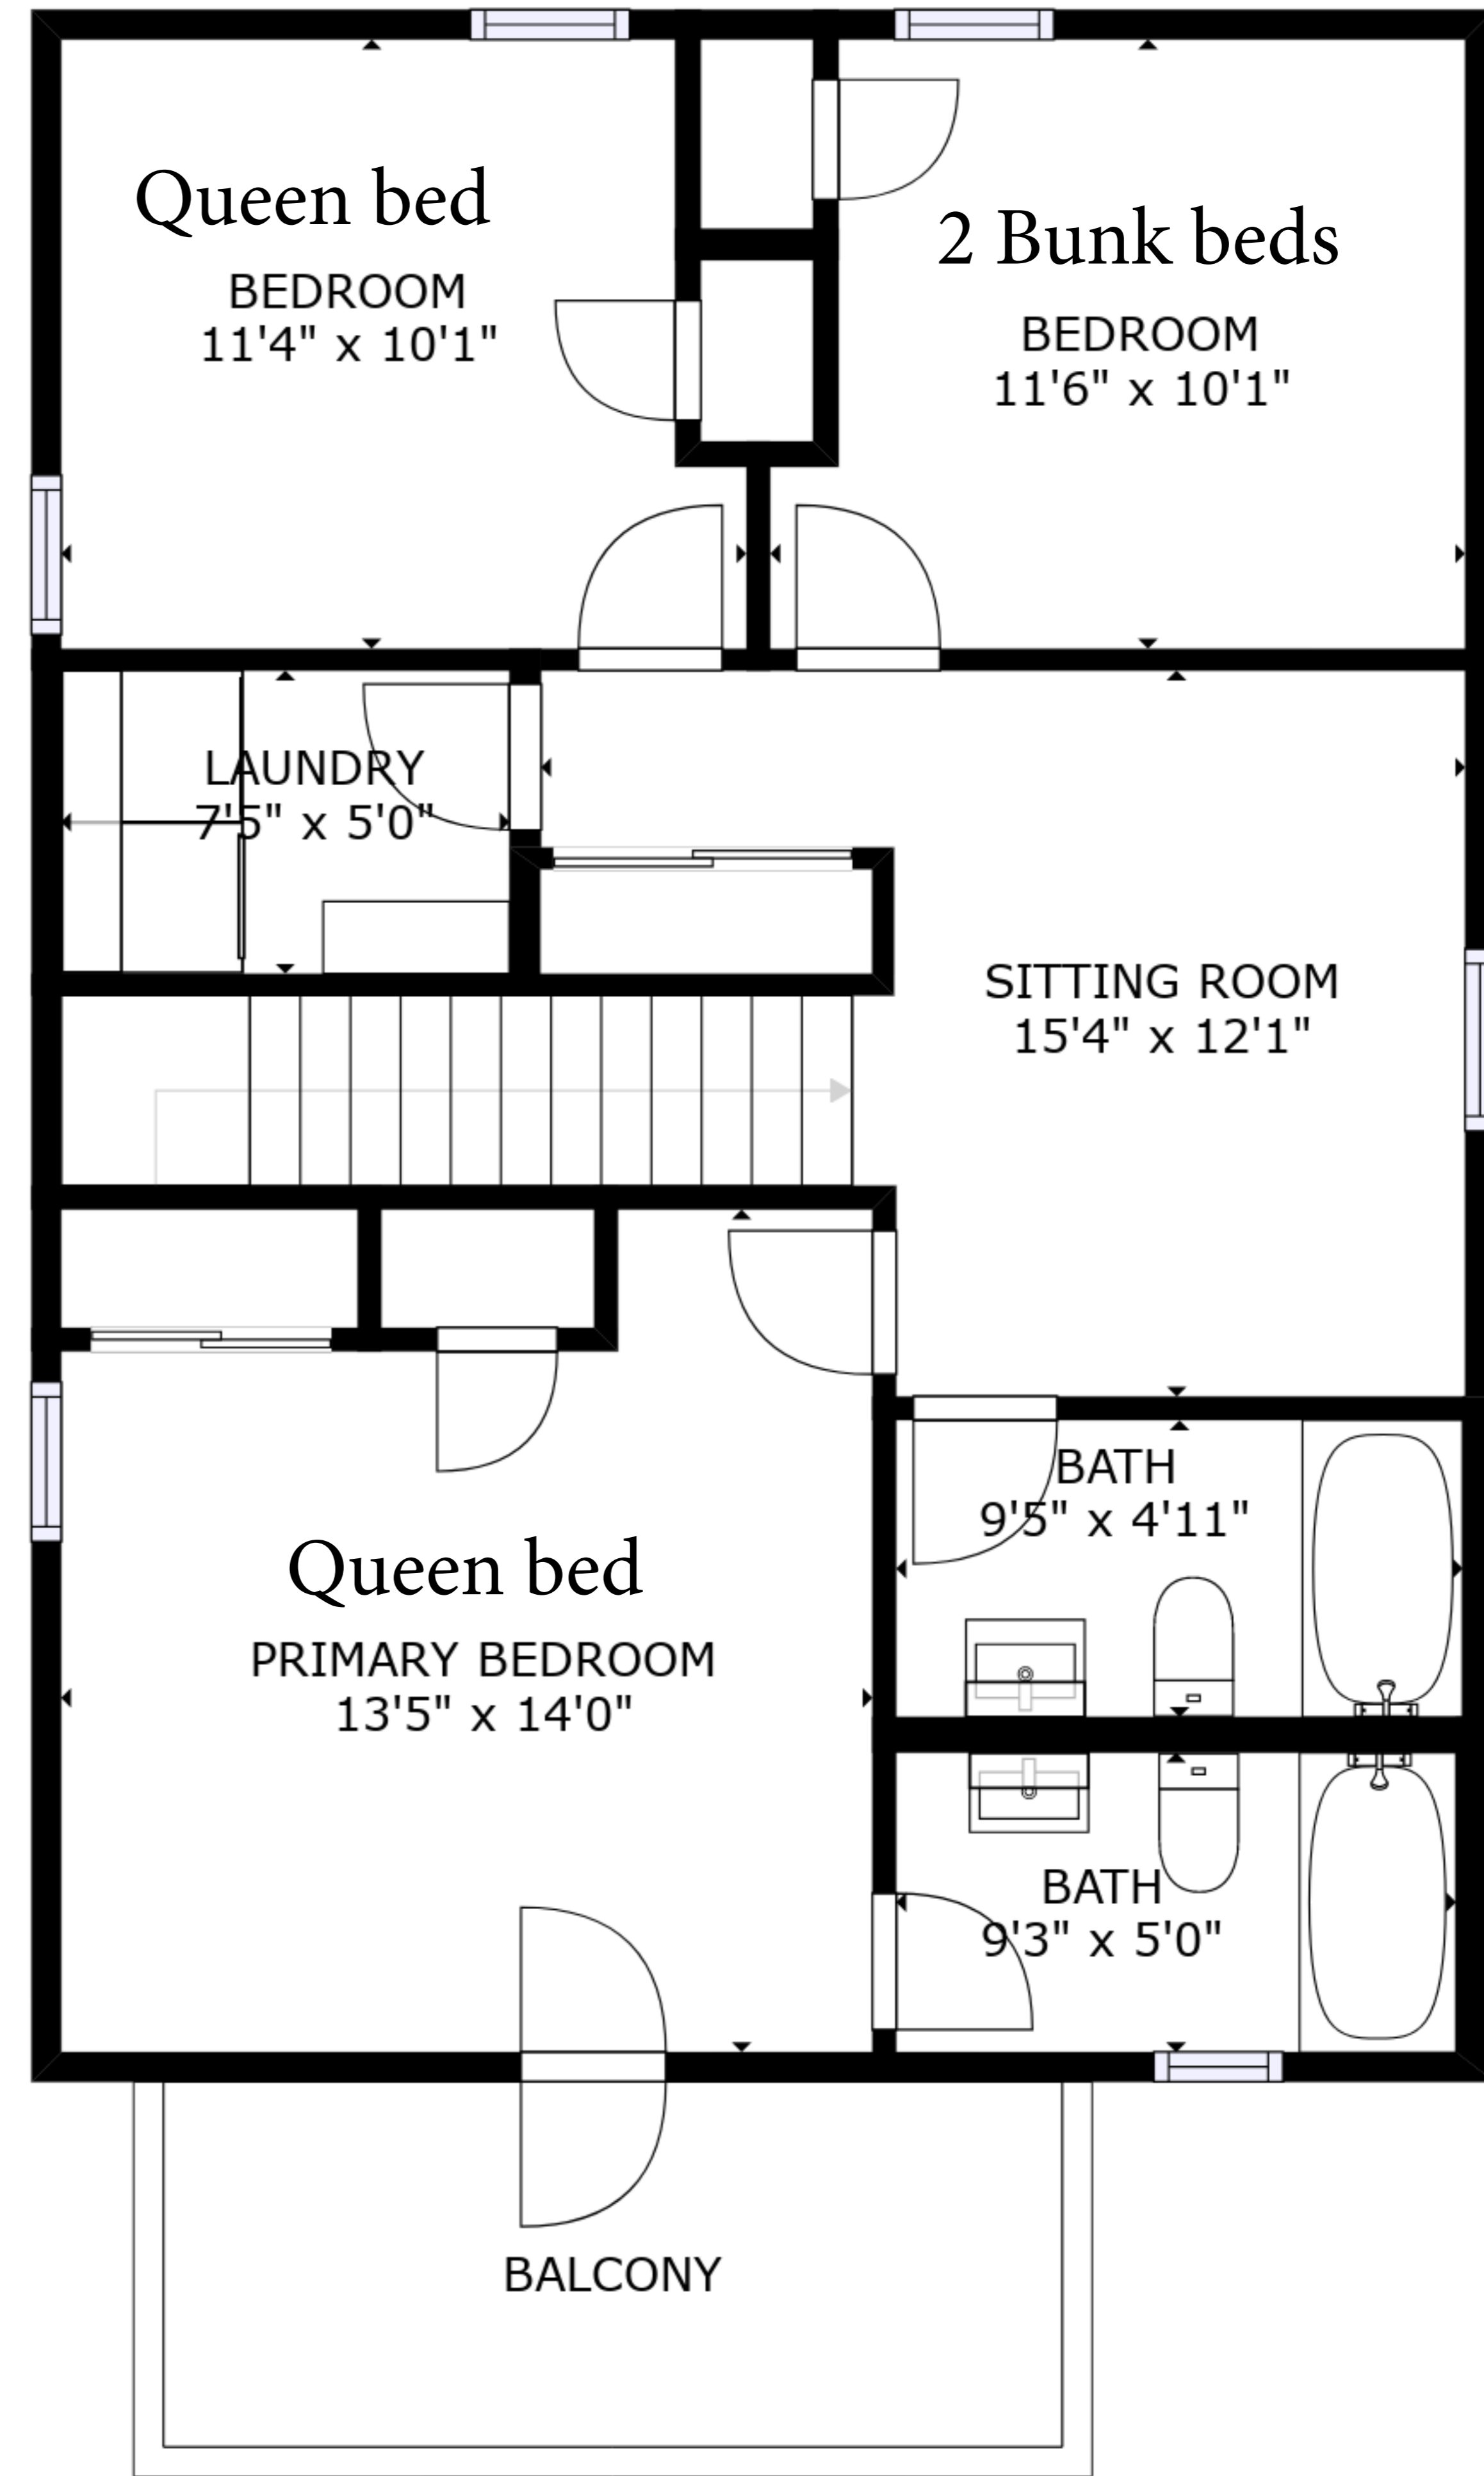 Queen bed
BEDROOM
11'4" x 10'1"
2 Bunk beds
BEDROOM
11'6" x 10'1"
LAUNDRY
7'5" x 5'0"
SITTING ROOM
15'4" x 12'1"
BATH
9'5" x 4'11"
Queen bed
PRIMARY BEDROOM
13'5" x 14'0"
BATH
9'3" x 5'0"
BALCONY